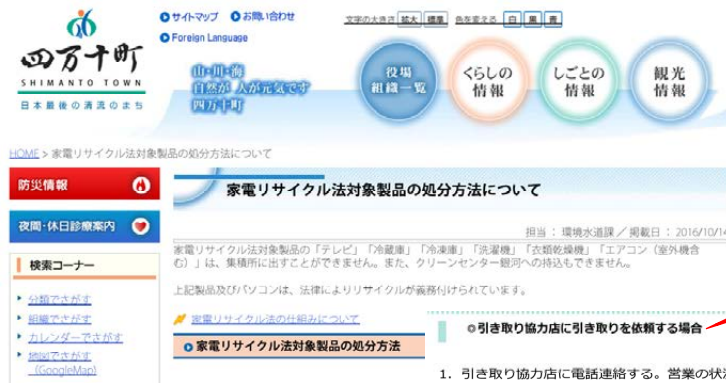 サイトマップ お問い合わせ
文字の大きさ 拡大 標準 色を変える 白 黒 青
Foreign Language
四万十町
SHIMANTO TOWN
日本最後の清流のまち
山・川・海
自然が 人が元気です
四万十町
役場
組織一覧
くらしの
情報
しごとの
情報
観光
情報
HOME > 家電リサイクル法対象製品の処分方法について
防災情報
夜間・休日診療案内
検索コーナー
分類でさがす
組織でさがす
カレンダーでさがす
地図でさがす
(GoogleMap)
家電リサイクル法対象製品の処分方法について
担当：環境水道課／掲載日：2016/10/14
家電リサイクル法対象製品の「テレビ」「冷蔵庫」「冷凍庫」「洗濯機」「衣類乾燥機」「エアコン（室外機含
む）」は、集積所に出すことができません。また、クリーンセンター銀河への持込もできません。
上記製品及びパソコンは、法律によりリサイクルが義務付けられています。
家電リサイクル法の仕組みについて
家電リサイクル法対象製品の処分方法
引き取り協力店に引き取りを依頼する場合
1. 引き取り協力店に電話連絡する。営業の状